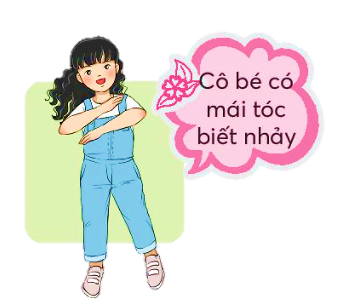 Cô bé có
mái tóc
biết nhảy